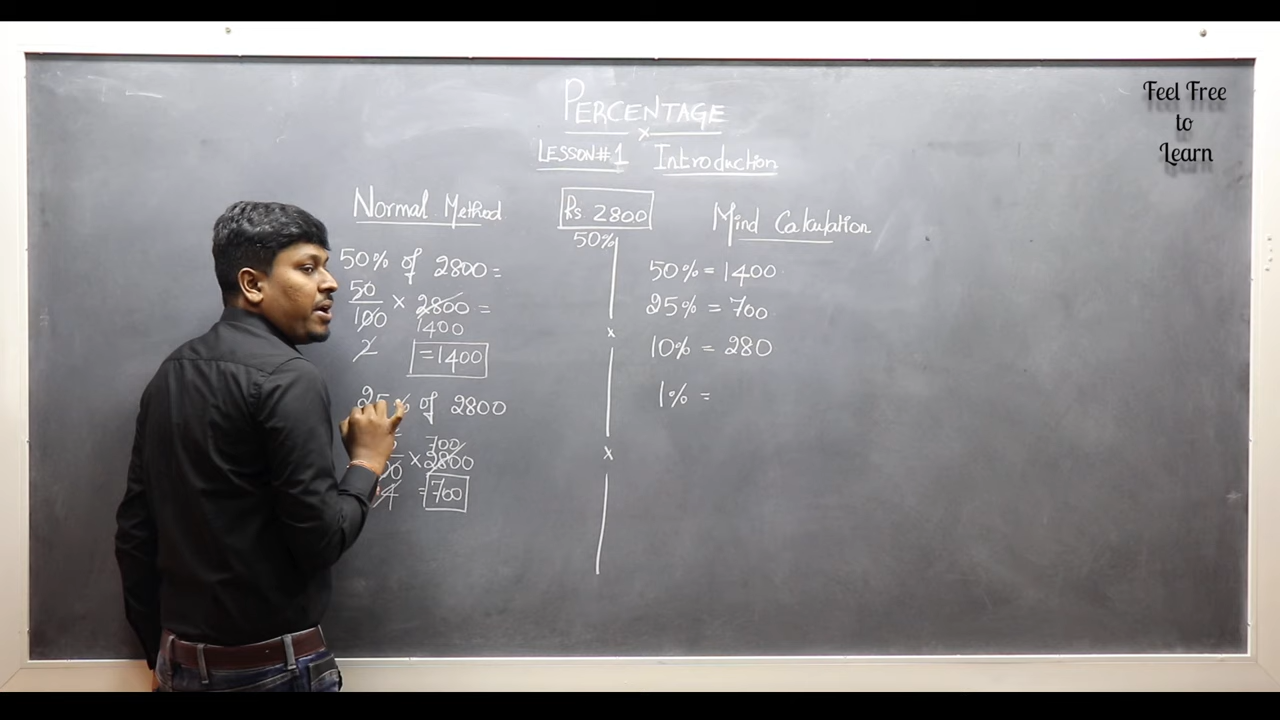 Feel Free
to
Learn
PERCENTAGE
x
LESSON#1 Introduction
Normal Method
50% of 2800 =
50
100 × 2800 =
1400
2 = 1400
25% of 2800
700
× 2800
4 = 700
Rs. 2800
50%
x
x
Mind Calculation
50% = 1400
25% = 700
10% = 280
1% =